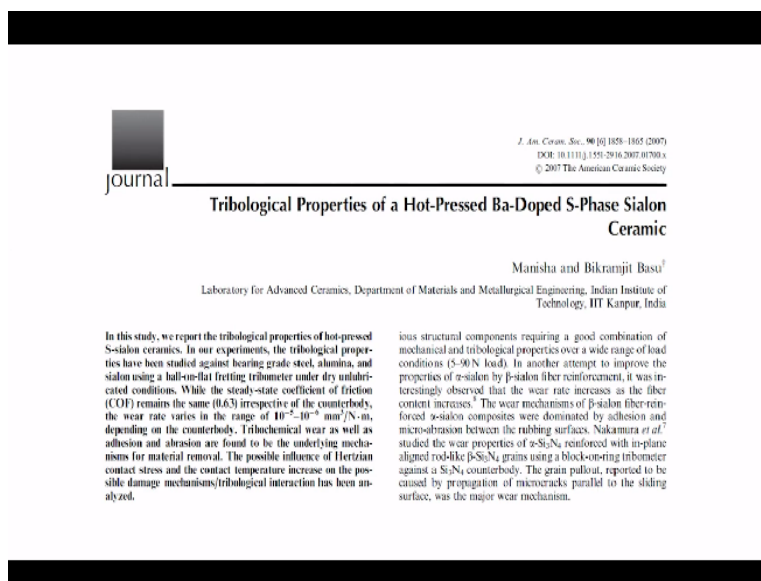 journal
J. Am. Ceram. Soc., 90 [6] 1858–1865 (2007)
DOI: 10.1111/j.1551-2916.2007.01700.x
© 2007 The American Ceramic Society
Tribological Properties of a Hot-Pressed Ba-Doped S-Phase Sialon
Ceramic
Manisha and Bikramjit Basu†
Laboratory for Advanced Ceramics, Department of Materials and Metallurgical Engineering, Indian Institute of
Technology, IIT Kanpur, India
In this study, we report the tribological properties of hot-pressed
S-sialon ceramics. In our experiments, the tribological proper-
ties have been studied against bearing grade steel, alumina, and
sialon using a ball-on-flat fretting tribometer under dry unlubri-
cated conditions. While the steady-state coefficient of friction
(COF) remains the same (0.63) irrespective of the counterbody,
the wear rate varies in the range of 10⁻⁵–10⁻⁶ mm³/N·m,
depending on the counterbody. Tribochemical wear as well as
adhesion and abrasion are found to be the underlying mecha-
nisms for material removal. The possible influence of Hertzian
contact stress and the contact temperature increase on the pos-
sible damage mechanisms/tribological interaction has been an-
alyzed.
ious structural components requiring a good combination of
mechanical and tribological properties over a wide range of load
conditions (5–90 N load). In another attempt to improve the
properties of α-sialon by β-sialon fiber reinforcement, it was in-
terestingly observed that the wear rate increases as the fiber
content increases. The wear mechanisms of β-sialon fiber-rein-
forced α-sialon composites were dominated by adhesion and
micro-abrasion between the rubbing surfaces. Nakamura et al.⁷
studied the wear properties of α-Si₃N₄ reinforced with in-plane
aligned rod-like β-Si₃N₄ grains using a block-on-ring tribometer
against a Si₃N₄ counterbody. The grain pullout, reported to be
caused by propagation of microcracks parallel to the sliding
surface, was the major wear mechanism.